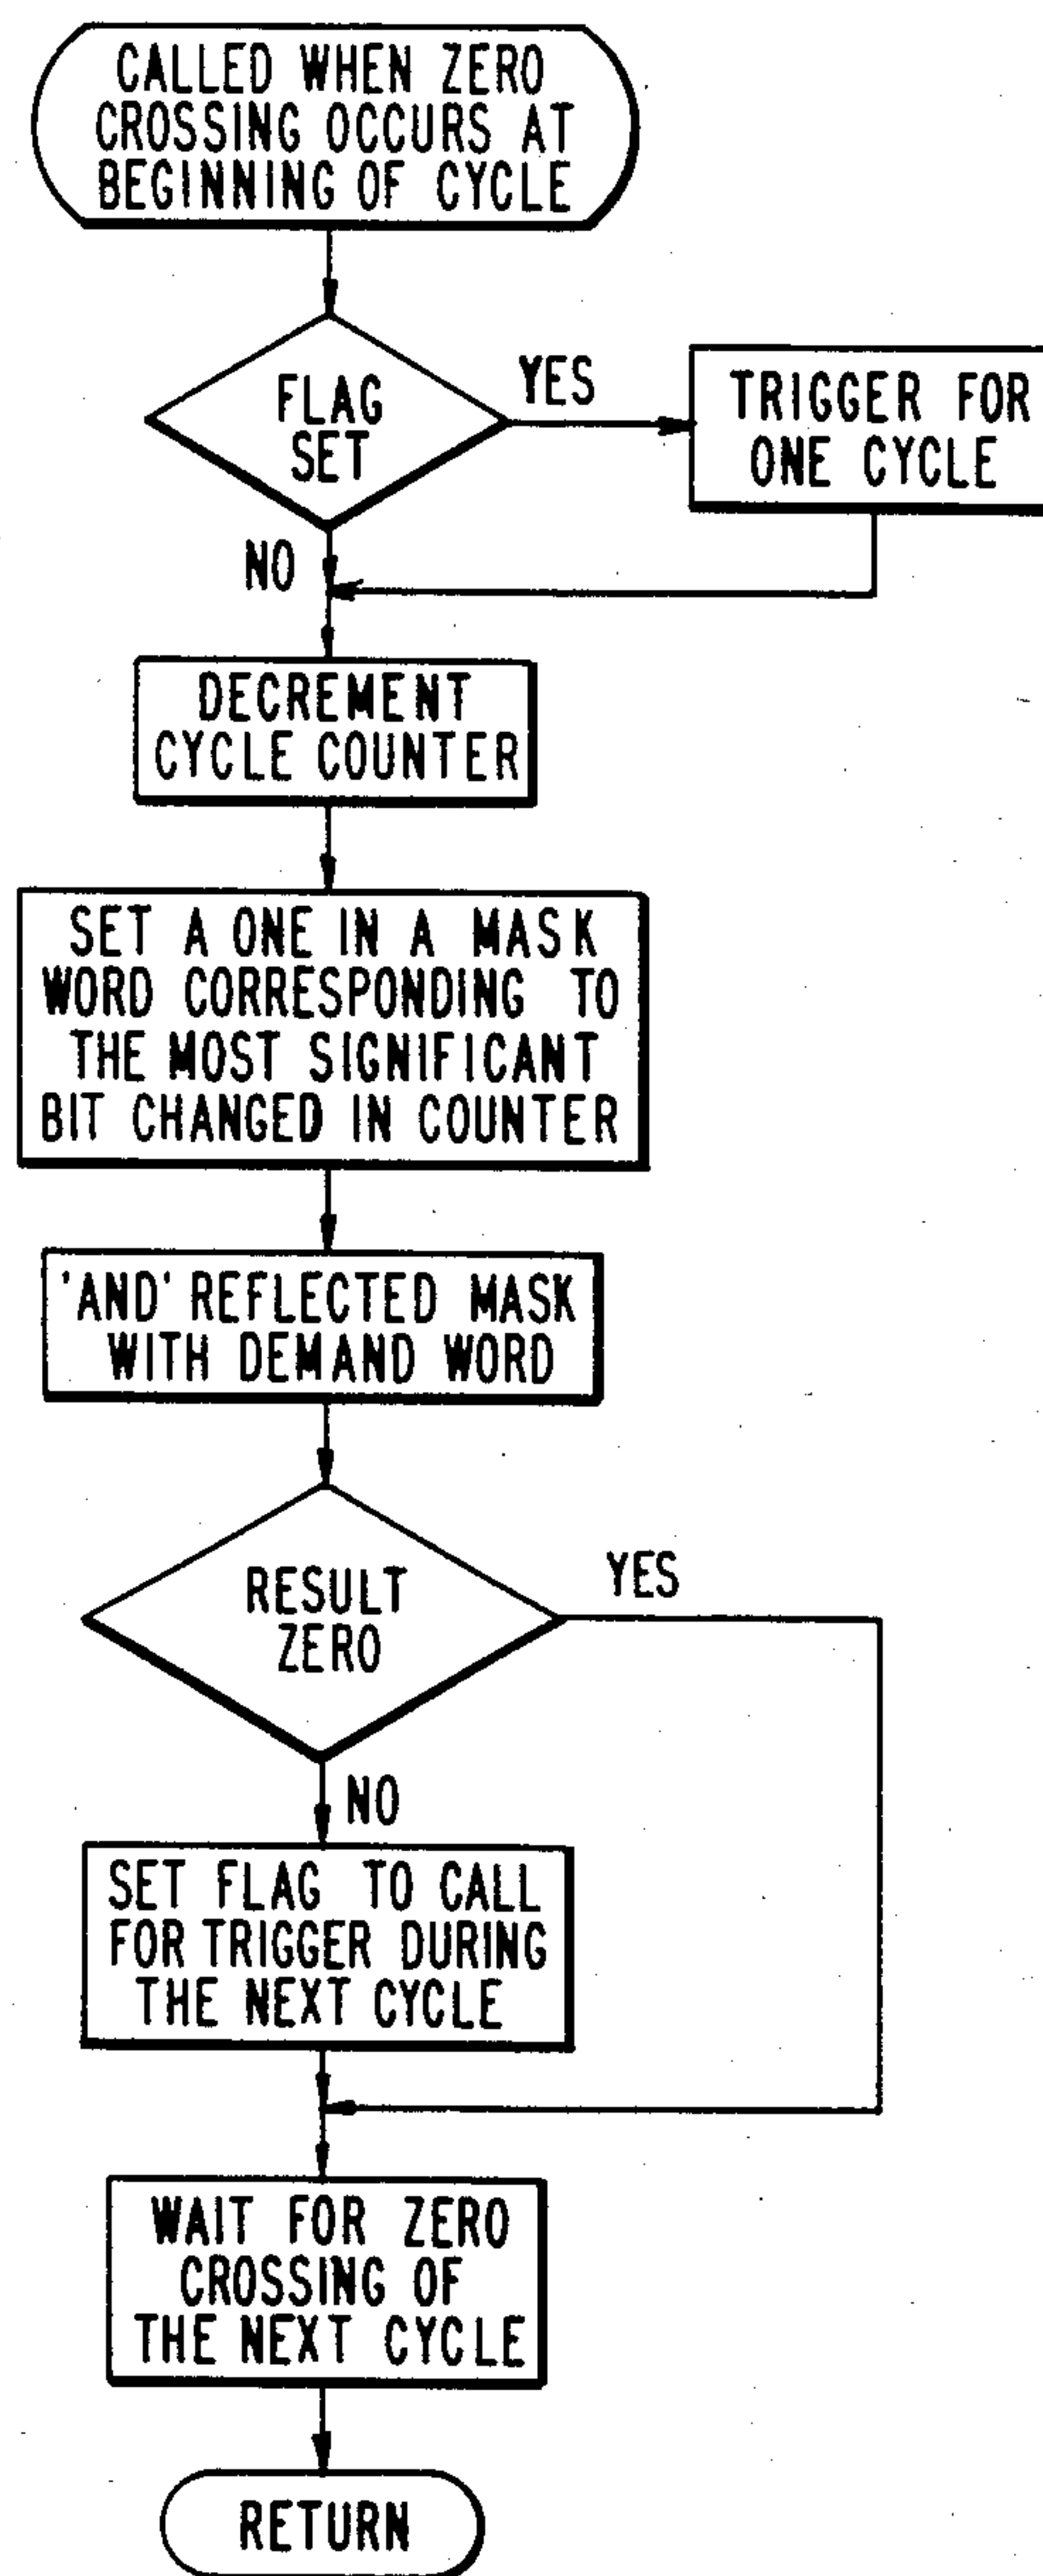 CALLED WHEN ZERO
CROSSING OCCURS AT
BEGINNING OF CYCLE
FLAG
SET
YES
TRIGGER FOR
ONE CYCLE
NO
DECREMENT
CYCLE COUNTER
SET A ONE IN A MASK
WORD CORRESPONDING TO
THE MOST SIGNIFICANT
BIT CHANGED IN COUNTER
'AND' REFLECTED MASK
WITH DEMAND WORD
RESULT
ZERO
YES
NO
SET FLAG TO CALL
FOR TRIGGER DURING
THE NEXT CYCLE
WAIT FOR ZERO
CROSSING OF
THE NEXT CYCLE
RETURN